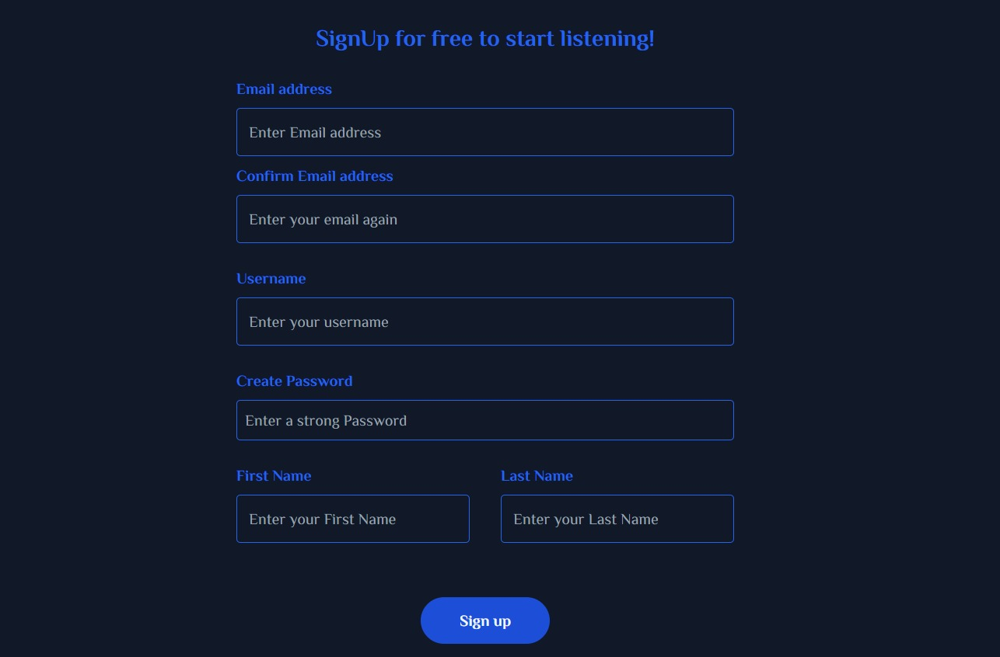 SignUp for free to start listening!
Email address
Enter Email address
Confirm Email address
Enter your email again
Username
Enter your username
Create Password
Enter a strong Password
First Name Last Name
Enter your First Name Enter your Last Name
Sign up